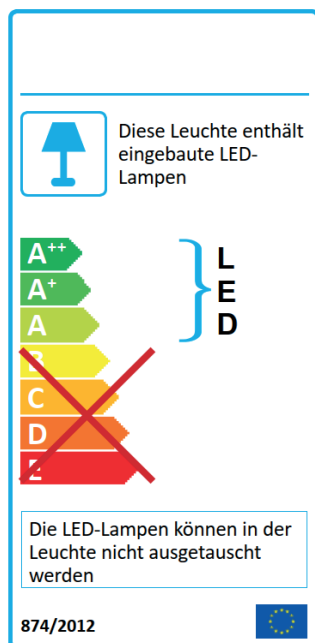 Diese Leuchte enthält
eingebaute LED-
Lampen
A++
A+
A
B
C
D
E
L
E
D
Die LED-Lampen können in der
Leuchte nicht ausgetauscht
werden
874/2012